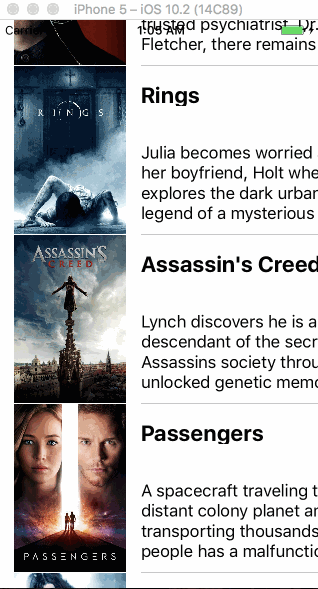 iPhone 5 – iOS 10.2 (14C89)
trusted psychiatrist, Dr.
1:05 AM
Fletcher, there remains
RINGS
Rings
Julia becomes worried
her boyfriend, Holt whe
explores the dark urban
legend of a mysterious
ASSASSIN'S
CREED
Assassin's Creed
Lynch discovers he is a
descendant of the secr
Assassins society throu
unlocked genetic memo
PASSENGERS
Passengers
A spacecraft traveling t
distant colony planet an
transporting thousands
people has a malfunctio